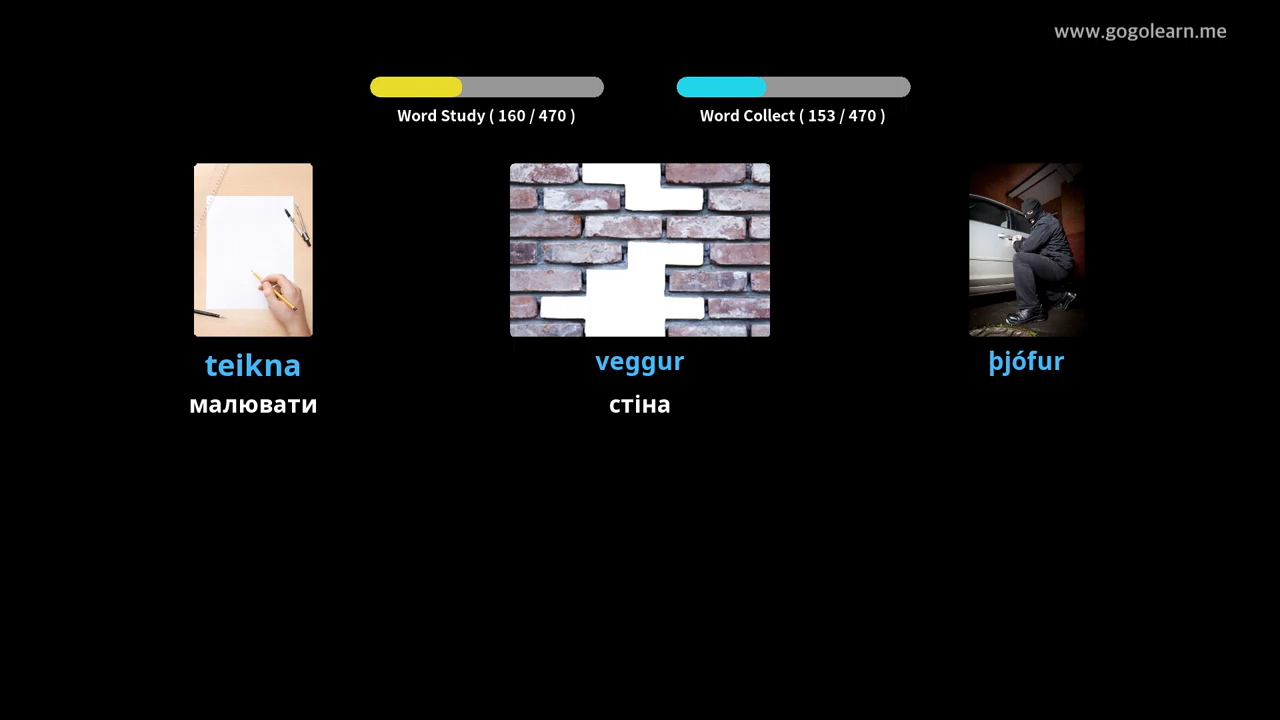 www.gogolearn.me
Word Study ( 160 / 470 )
Word Collect ( 153 / 470 )
teikna
veggur
þjófur
малювати
стіна